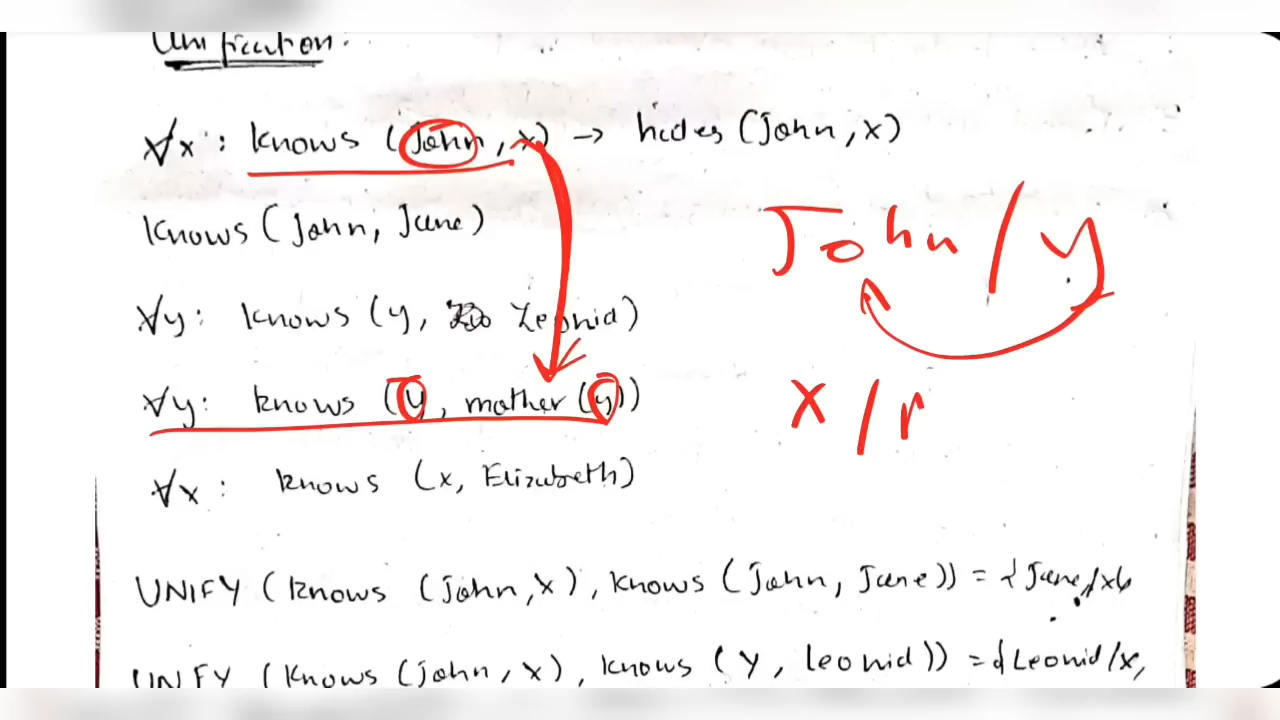 Unification.
∀x : knows (John, x) → hates (John, x)
Knows (John, Jane)
John / y
∀y : knows (y, Leonid)
∀y : knows (y, mother (y))
x / r
∀x : knows (x, Elizabeth)
UNIFY (knows (John, x), knows (John, Jane)) = {Jane/x}
UNIFY (knows (John, x), knows (y, leonid)) = {Leonid/x,